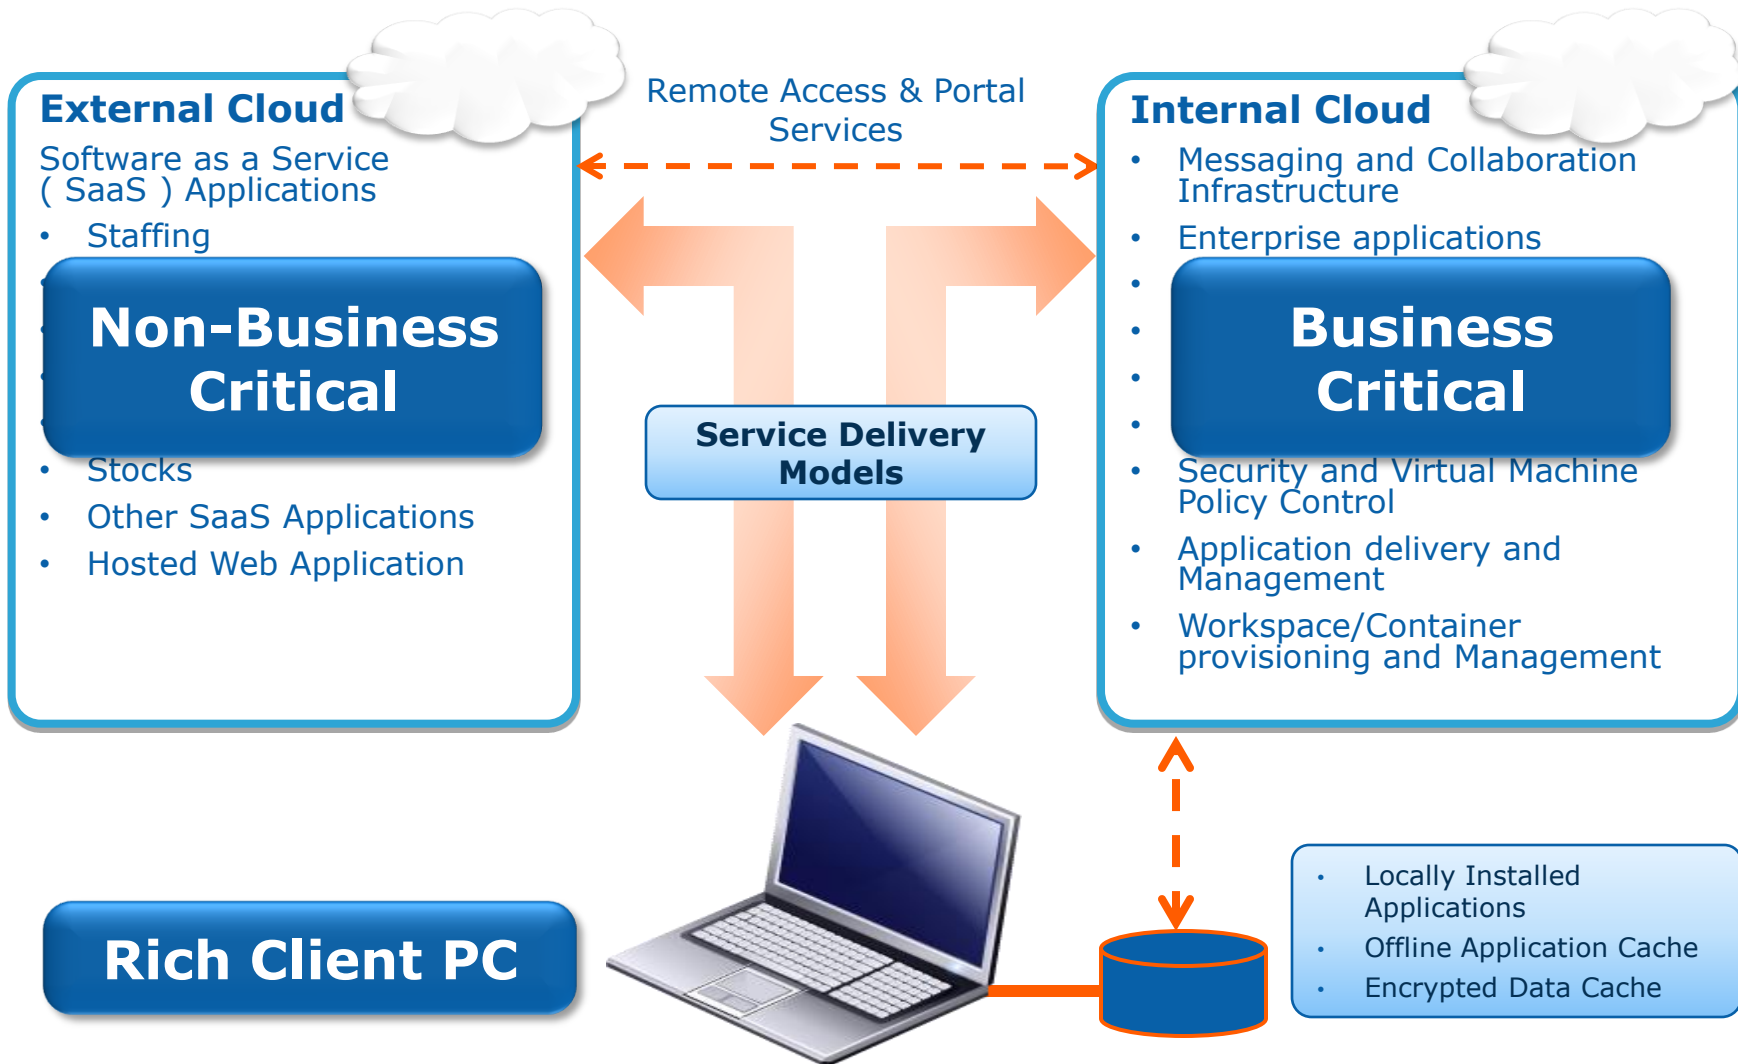 External Cloud
Software as a Service
( SaaS ) Applications
• Staffing
•
•
•
•
Non-Business
Critical
• Stocks
• Other SaaS Applications
• Hosted Web Application
Remote Access & Portal
Services
Service Delivery
Models
Internal Cloud
• Messaging and Collaboration
Infrastructure
• Enterprise applications
•
•
•
•
Business
Critical
• Security and Virtual Machine
Policy Control
• Application delivery and
Management
• Workspace/Container
provisioning and Management
Rich Client PC
• Locally Installed
Applications
• Offline Application Cache
• Encrypted Data Cache